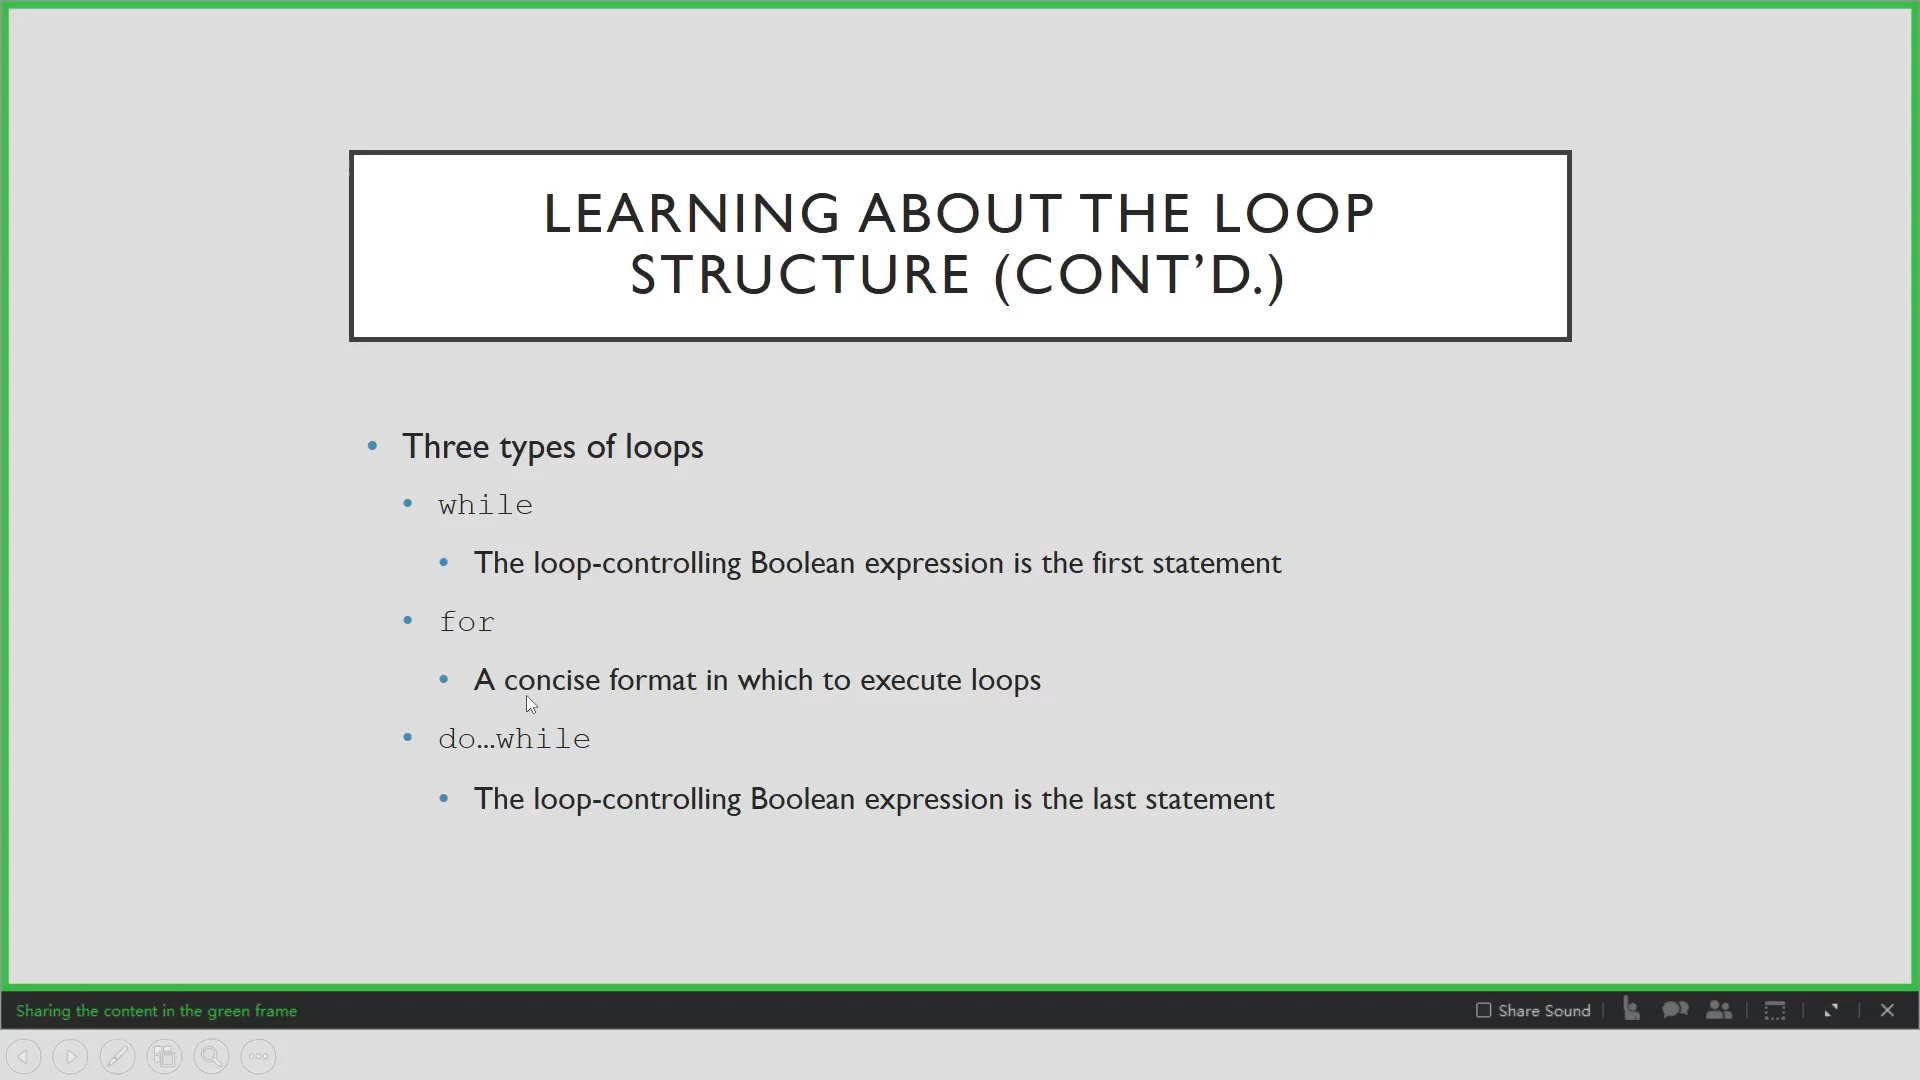 LEARNING ABOUT THE LOOP
STRUCTURE (CONT’D.)
• Three types of loops
• while
• The loop-controlling Boolean expression is the first statement
• for
• A concise format in which to execute loops
• do…while
• The loop-controlling Boolean expression is the last statement
Sharing the content in the green frame
Share Sound